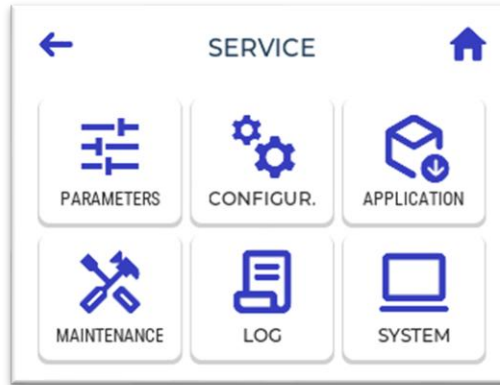 SERVICE
PARAMETERS
CONFIGUR.
APPLICATION
MAINTENANCE
LOG
SYSTEM